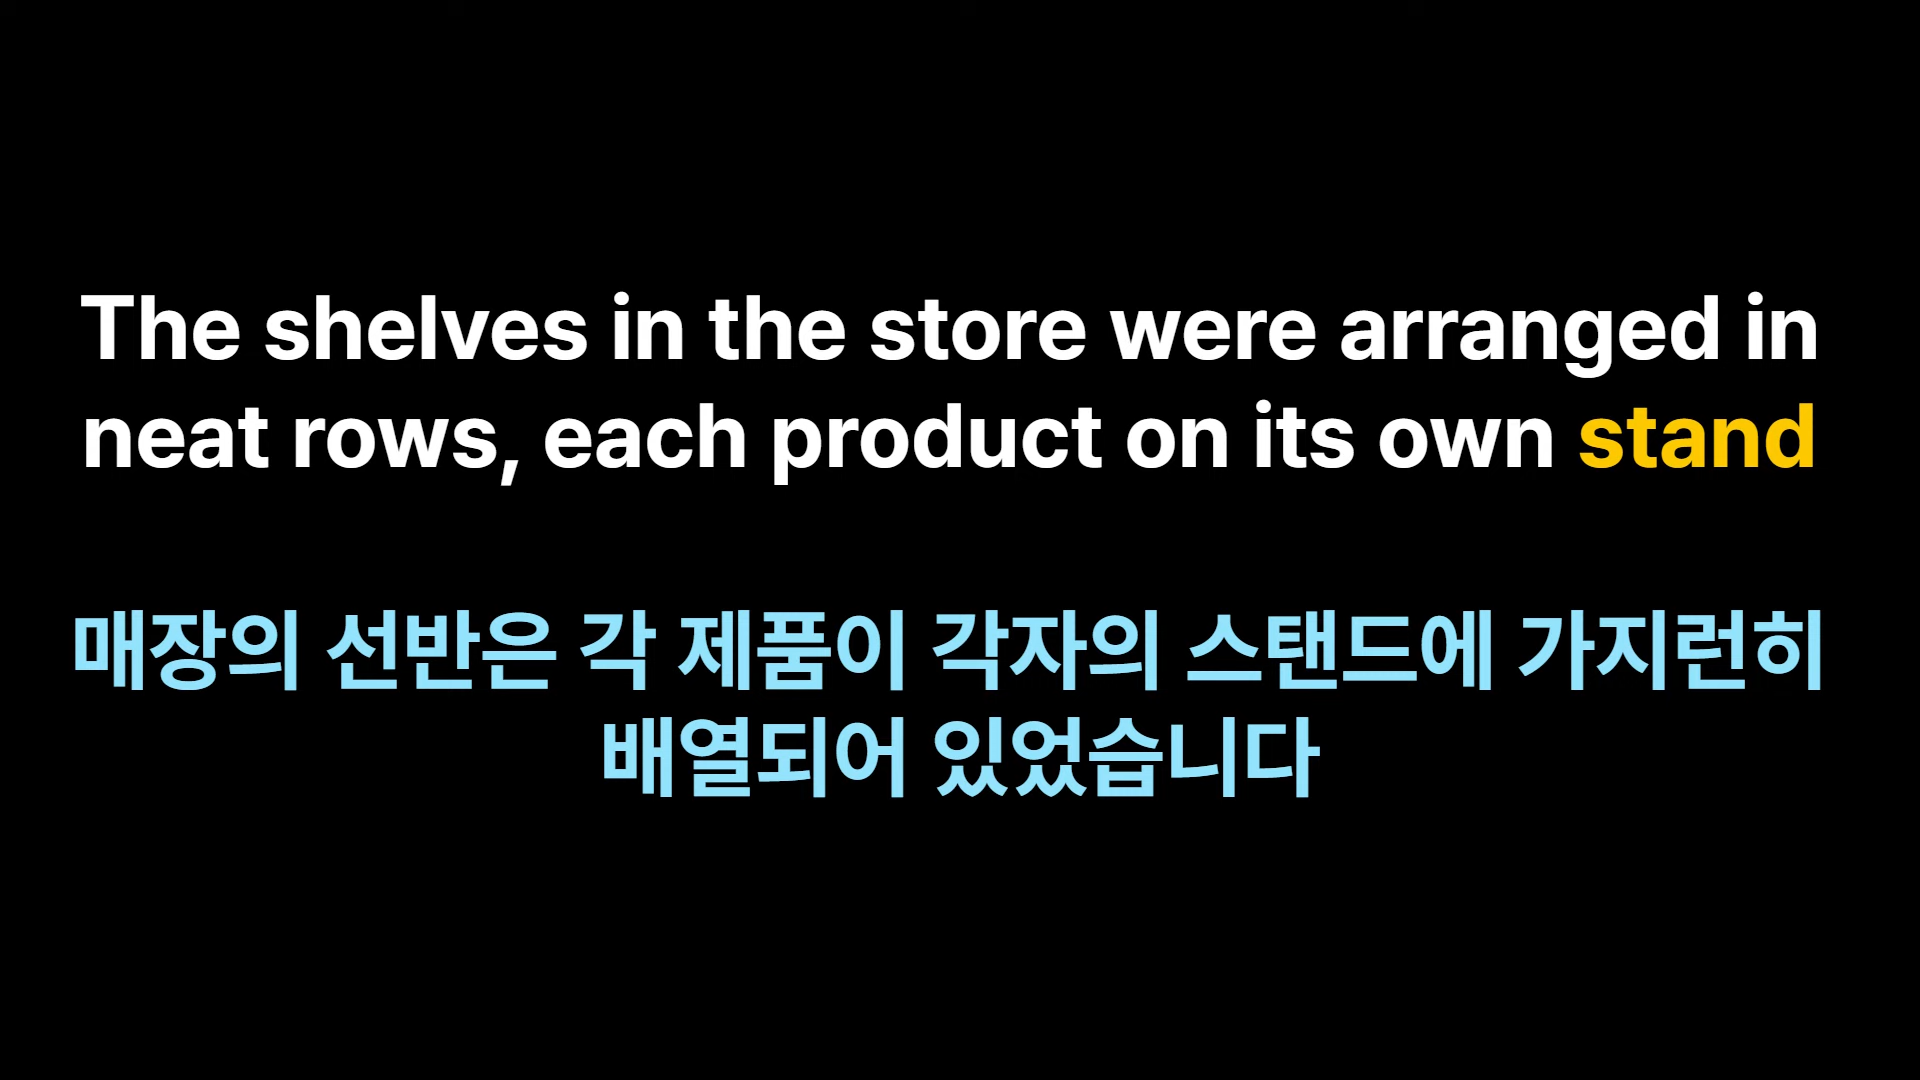 The shelves in the store were arranged in
neat rows, each product on its own stand
매장의 선반은 각 제품이 각자의 스탠드에 가지런히
배열되어 있었습니다